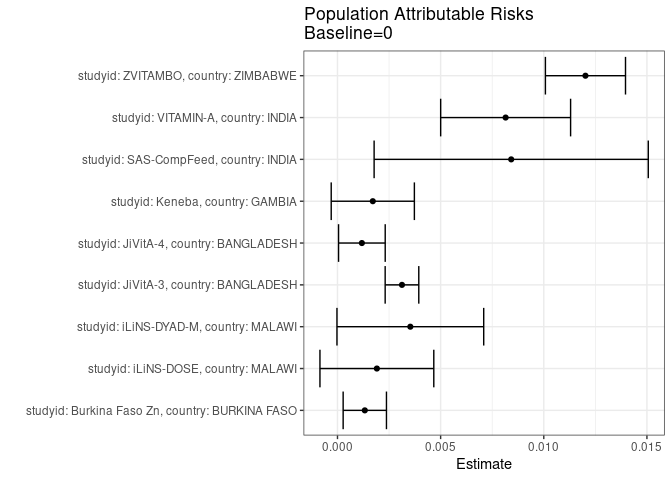 Population Attributable Risks
Baseline=0
studyid: ZVITAMBO, country: ZIMBABWE
studyid: VITAMIN-A, country: INDIA
studyid: SAS-CompFeed, country: INDIA
studyid: Keneba, country: GAMBIA
studyid: JiVitA-4, country: BANGLADESH
studyid: JiVitA-3, country: BANGLADESH
studyid: iLiNS-DYAD-M, country: MALAWI
studyid: iLiNS-DOSE, country: MALAWI
studyid: Burkina Faso Zn, country: BURKINA FASO
0.000 0.005 0.010 0.015
Estimate